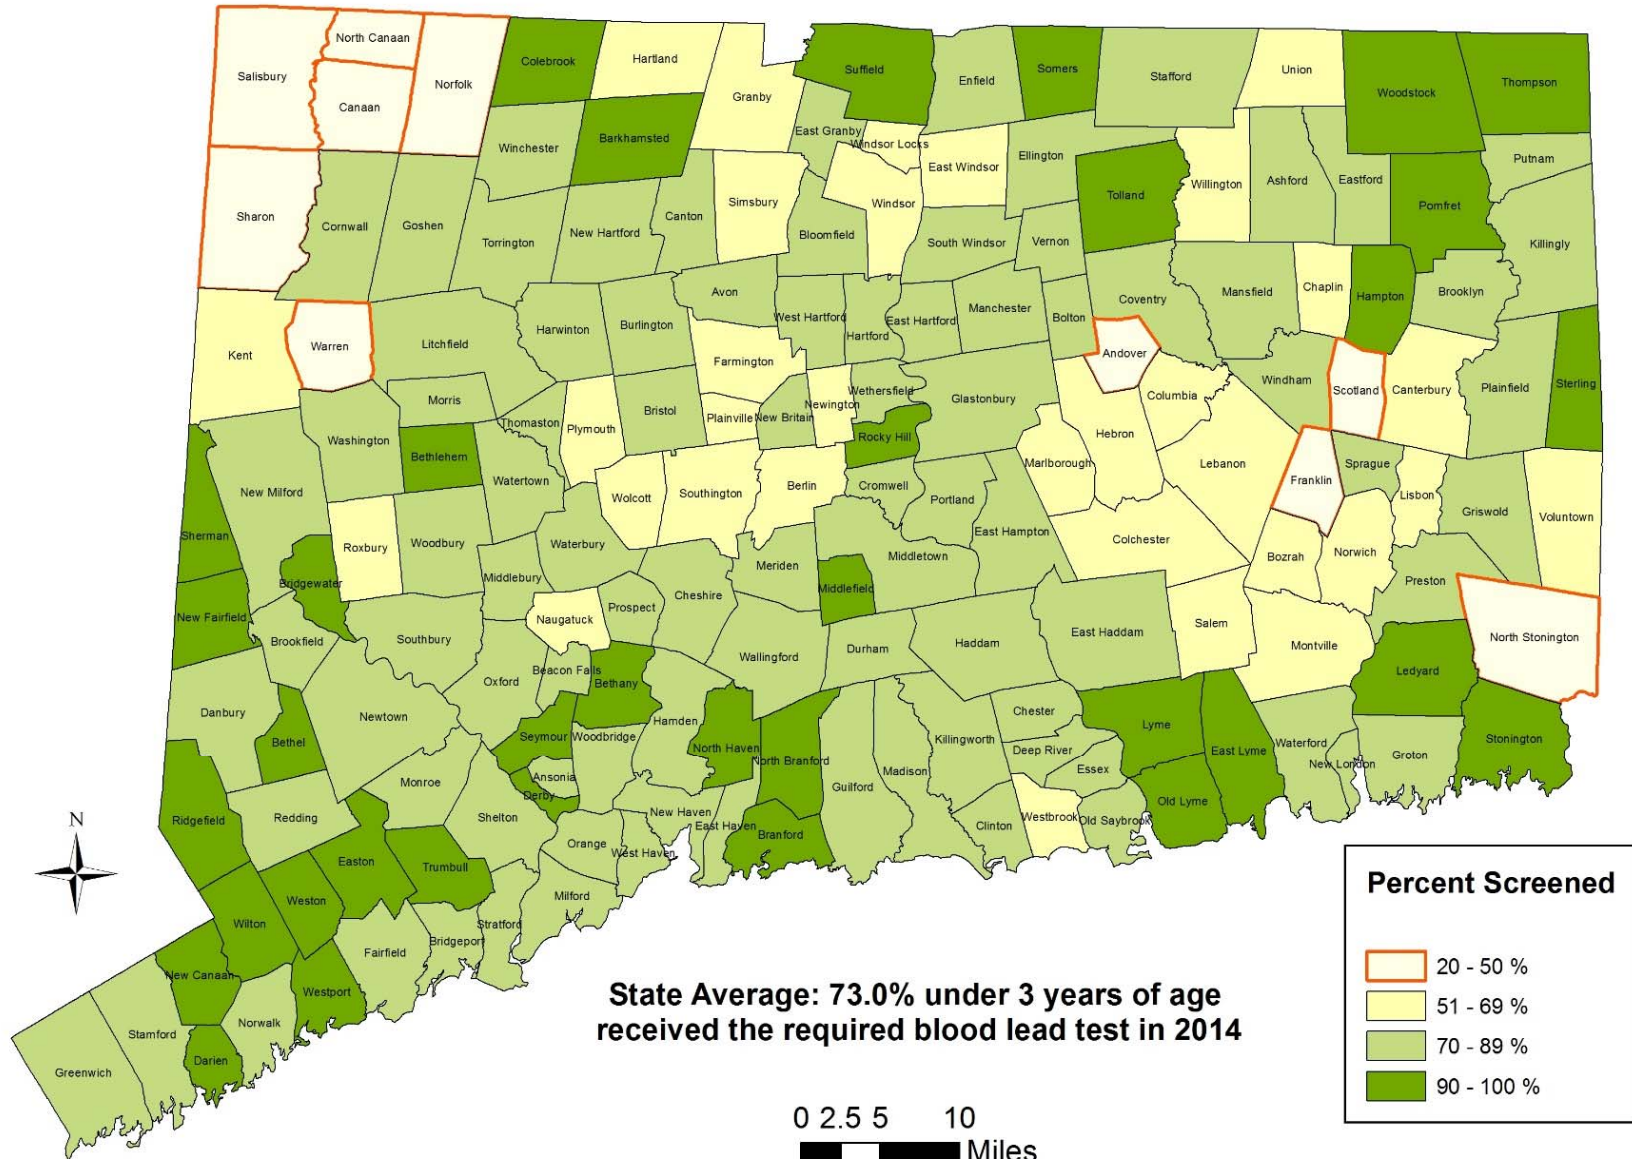 North Canaan
Salisbury
Canaan
Norfolk
Colebrook
Hartland
Granby
Suffield
Enfield
Somers
Stafford
Union
Woodstock
Thompson
Winchester
Barkhamsted
East Granby
Windsor Locks
East Windsor
Ellington
Tolland
Willington
Ashford
Eastford
Pomfret
Putnam
Sharon
Cornwall
Goshen
Torrington
New Hartford
Canton
Simsbury
Bloomfield
Windsor
South Windsor
Vernon
Killingly
Kent
Warren
Litchfield
Harwinton
Burlington
Avon
West Hartford
Hartford
East Hartford
Manchester
Bolton
Coventry
Mansfield
Chaplin
Hampton
Brooklyn
Andover
Farmington
Wethersfield
Glastonbury
Columbia
Windham
Scotland
Canterbury
Plainfield
Sterling
Morris
Washington
Bethlehem
Thomaston
Plymouth
Bristol
Plainville
New Britain
Newington
Rocky Hill
Hebron
Marlborough
Lebanon
Franklin
Sprague
Lisbon
Griswold
Voluntown
New Milford
Watertown
Wolcott
Southington
Berlin
Cromwell
Portland
East Hampton
Colchester
Bozrah
Norwich
Preston
Sherman
Roxbury
Woodbury
Waterbury
Middlebury
Meriden
Middletown
Middlefield
Bridgewater
New Fairfield
Brookfield
Southbury
Naugatuck
Prospect
Cheshire
Wallingford
Durham
Haddam
East Haddam
Salem
Montville
North Stonington
Ledyard
Danbury
Bethel
Newtown
Oxford
Beacon Falls
Bethany
Hamden
Seymour
Woodbridge
North Haven
North Branford
Killingworth
Chester
Deep River
Essex
Lyme
East Lyme
Waterford
New London
Groton
Stonington
Ridgefield
Redding
Monroe
Ansonia
Derby
Shelton
New Haven
East Haven
Branford
Guilford
Madison
Clinton
Westbrook
Old Saybrook
Old Lyme
Orange
West Haven
Milford
Stratford
Easton
Trumbull
Weston
Wilton
Fairfield
Bridgeport
New Canaan
Westport
Norwalk
Darien
Stamford
Greenwich
N
State Average: 73.0% under 3 years of age
received the required blood lead test in 2014
0 2.5 5 10
Miles
Percent Screened
20 - 50 %
51 - 69 %
70 - 89 %
90 - 100 %